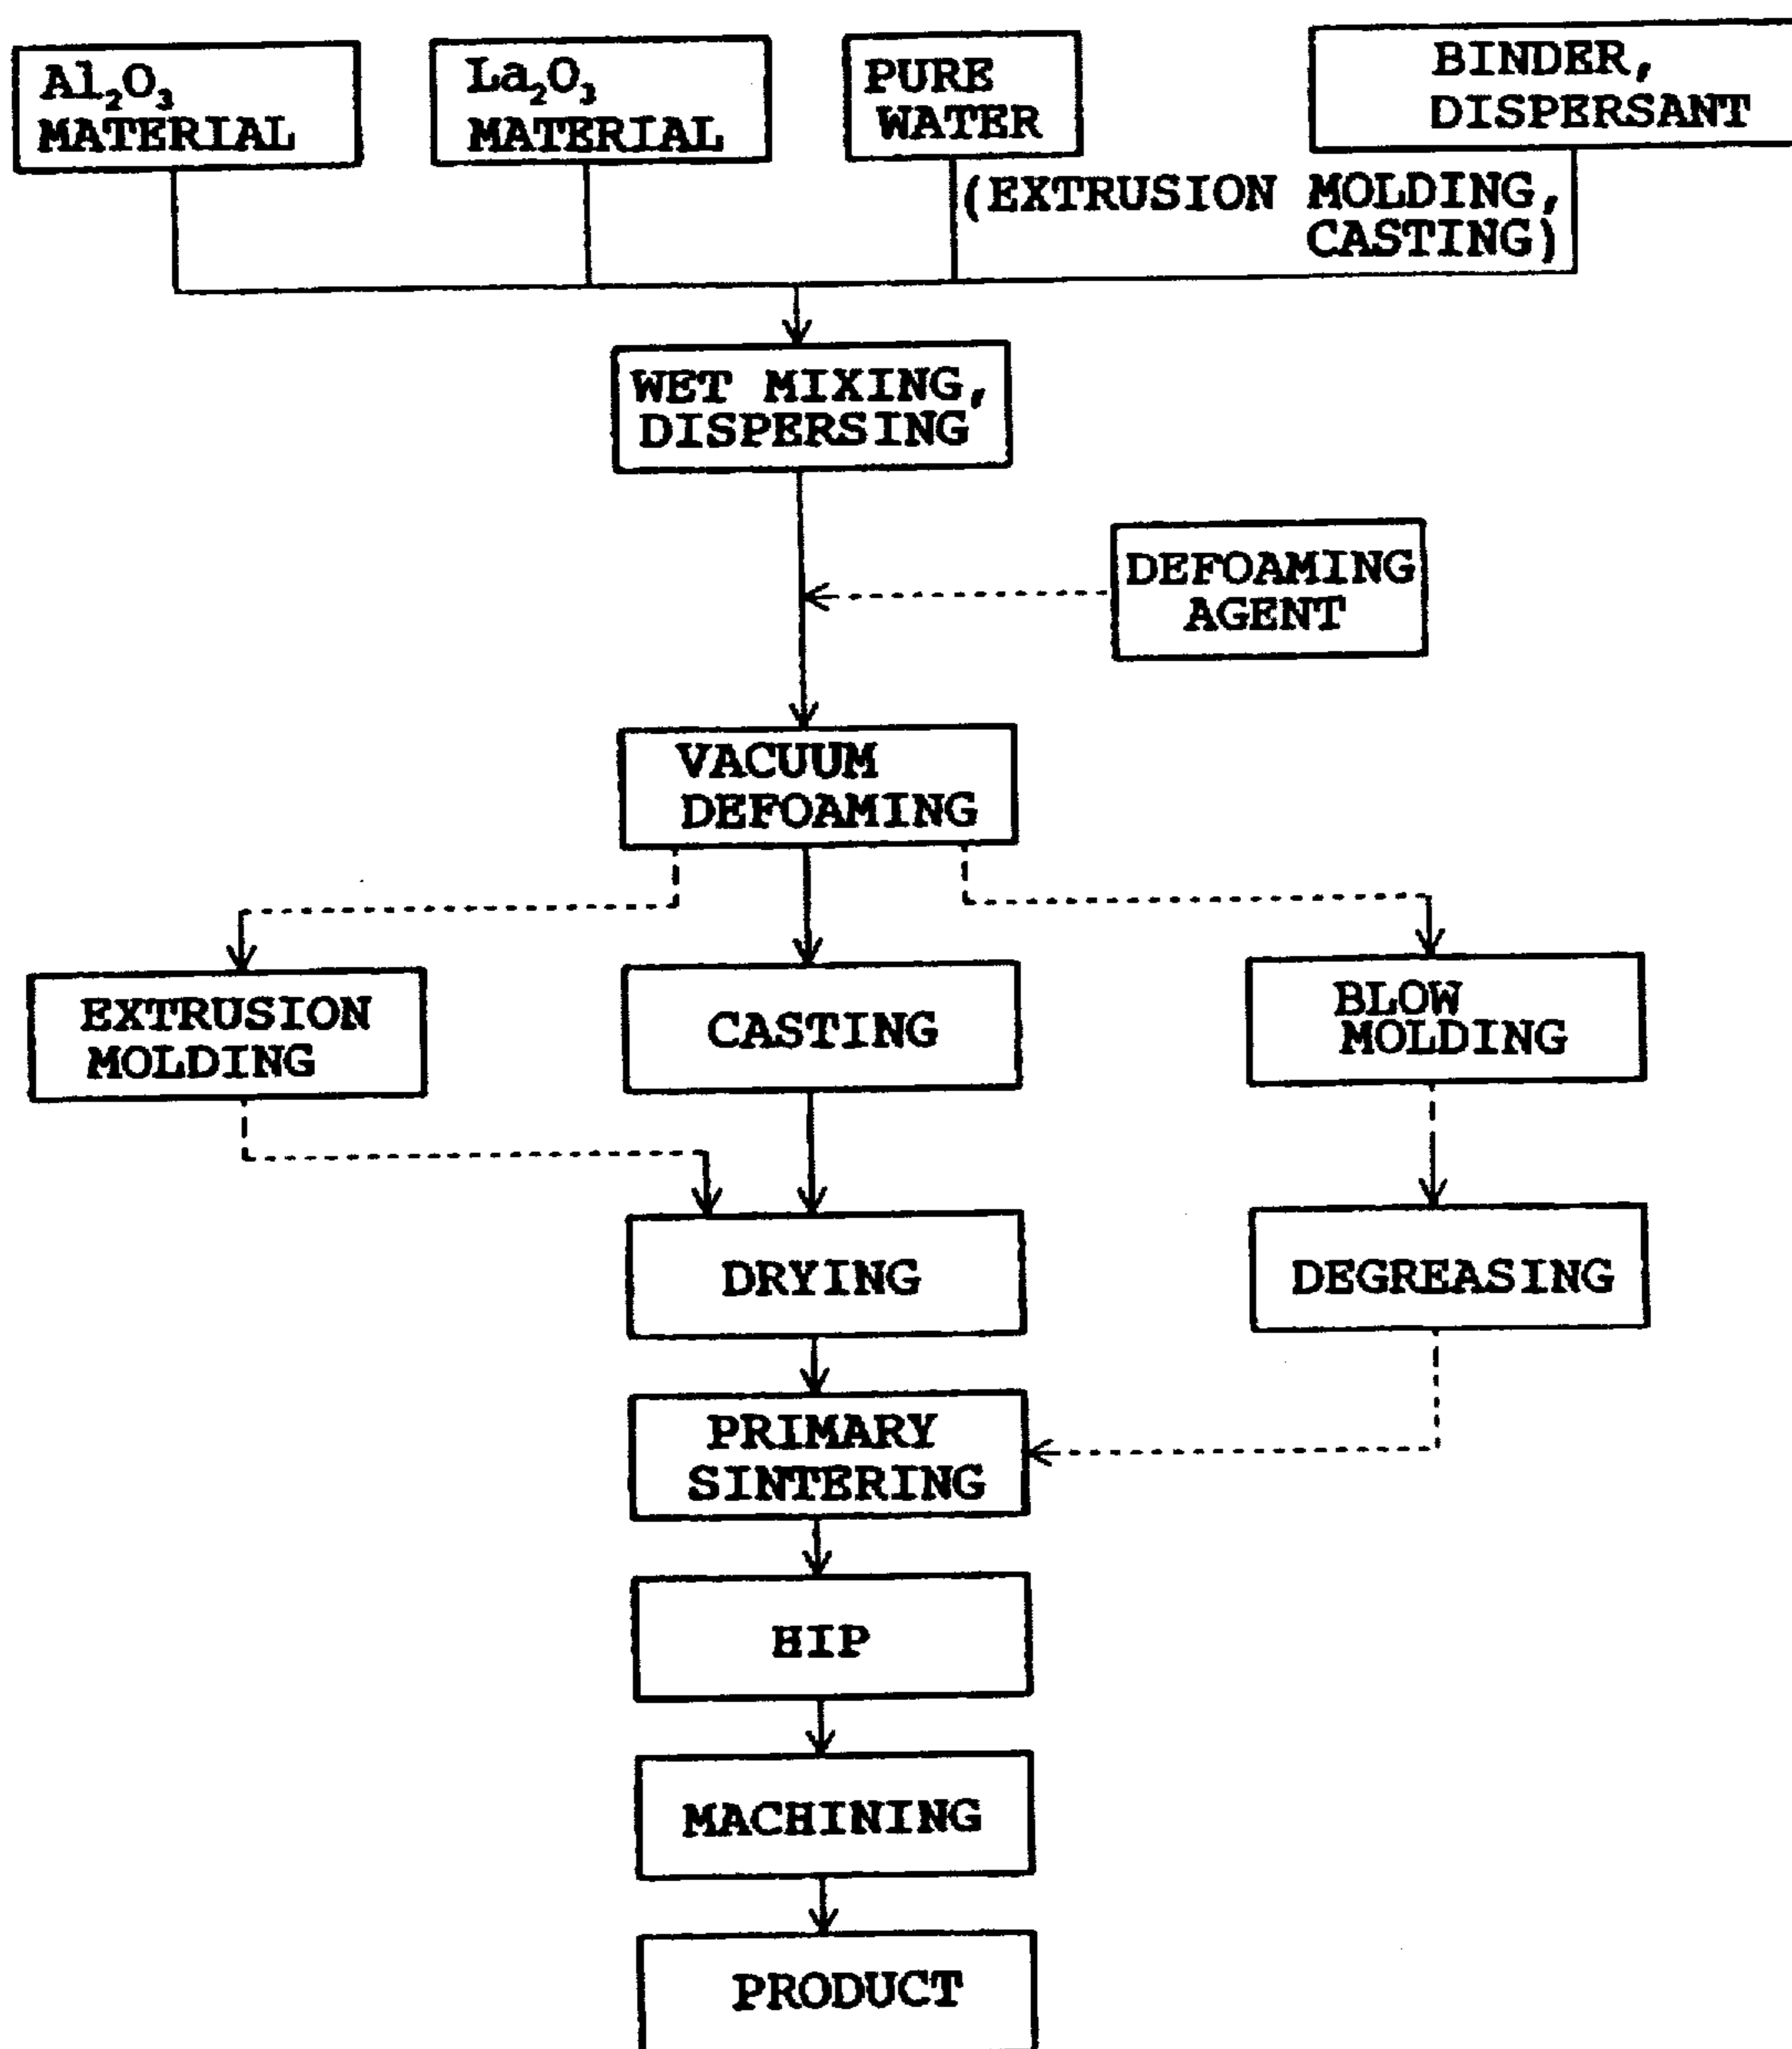 Al₂O₃
MATERIAL
La₂O₃
MATERIAL
PURE
WATER
BINDER,
DISPERSANT
(EXTRUSION MOLDING,
CASTING)
WET MIXING,
DISPERSING
DEFOAMING
AGENT
VACUUM
DEFOAMING
EXTRUSION
MOLDING
CASTING
BLOW
MOLDING
DRYING
DEGREASING
PRIMARY
SINTERING
HIP
MACHINING
PRODUCT